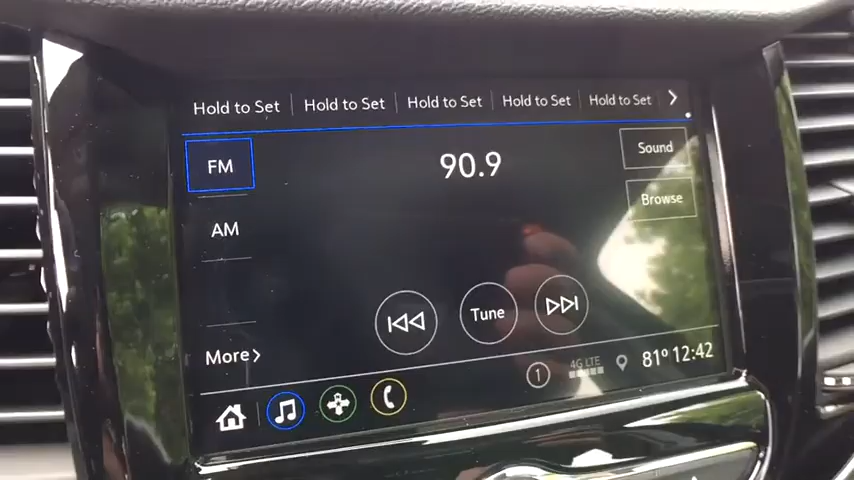 Hold to Set Hold to Set Hold to Set Hold to Set Hold to Set
FM 90.9 Sound
Browse
AM
Tune
More
1 4G LTE 81° 12:42